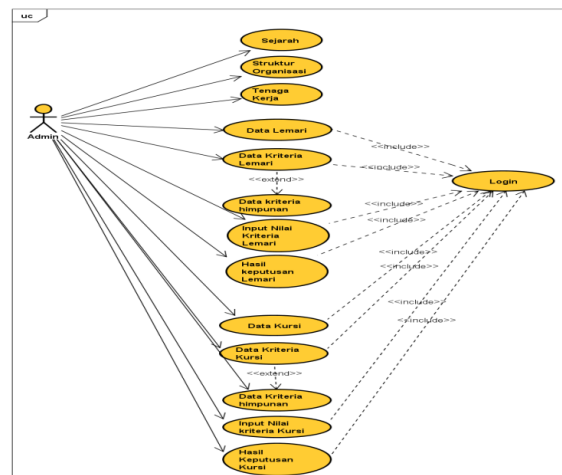 uc
Sejarah
Struktur
Organisasi
Tenaga
Kerja
Admin
Data Lemari
<<include>>
Data Kriteria
Lemari
<<include>>
<<extend>>
Login
Data kriteria
himpunan
<<include>>
Input Nilai
Kriteria
Lemari
<<include>>
Hasil
keputusan
Lemari
<<include>>
<<include>>
<<include>>
Data Kursi
<<include>>
Data Kriteria
Kursi
<<extend>>
Data Kriteria
himpunan
Input Nilai
kriteria Kursi
Hasil
Keputusan
Kursi